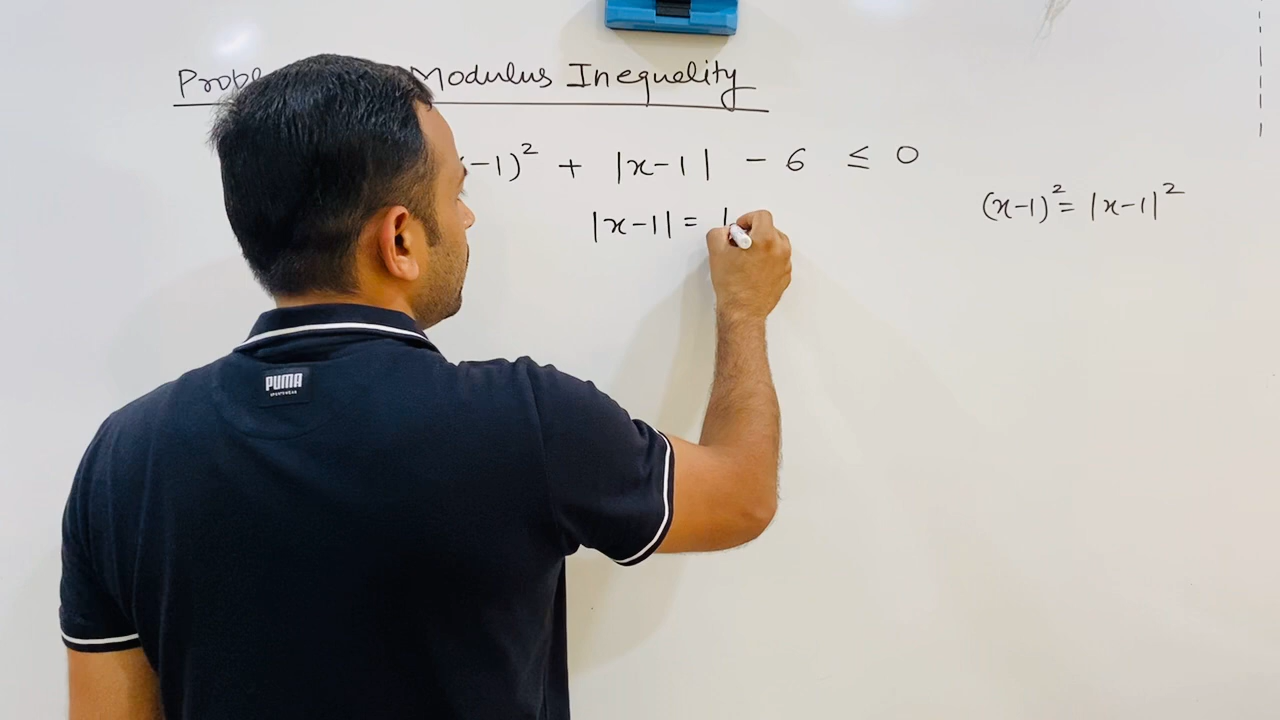 Modulus Inequality
x-1)² + |x-1| - 6 ≤ 0
(x-1)² = |x-1|²
|x-1| =
PUMA